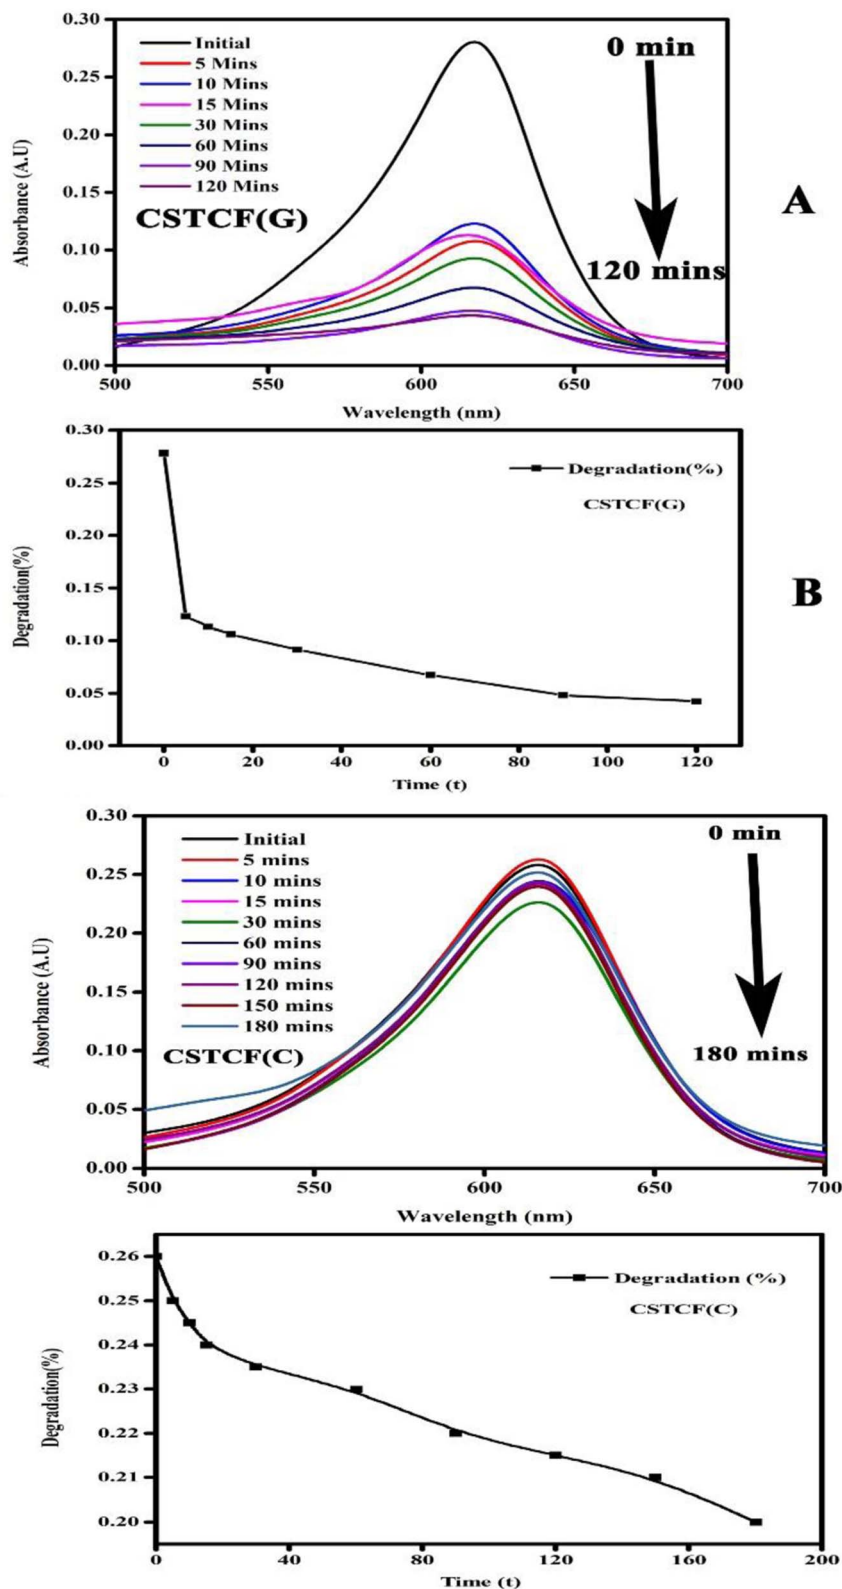 0.30
0.25
0.20
0.15
0.10
0.05
0.00
Absorbance (A.U)
Initial
5 Mins
10 Mins
15 Mins
30 Mins
60 Mins
90 Mins
120 Mins
CSTCF(G)
0 min
120 mins
A
500
550
600
650
700
Wavelength (nm)
0.30
0.25
0.20
0.15
0.10
0.05
0.00
Degradation(%)
Degradation(%)
CSTCF(G)
B
0
20
40
60
80
100
120
Time (t)
0.30
0.25
0.20
0.15
0.10
0.05
0.00
Absorbance (A.U)
Initial
5 mins
10 mins
15 mins
30 mins
60 mins
90 mins
120 mins
150 mins
180 mins
CSTCF(C)
0 min
180 mins
500
550
600
650
700
Wavelength (nm)
0.26
0.25
0.24
0.23
0.22
0.21
0.20
Degradation(%)
Degradation (%)
CSTCF(C)
0
40
80
120
160
200
Time (t)